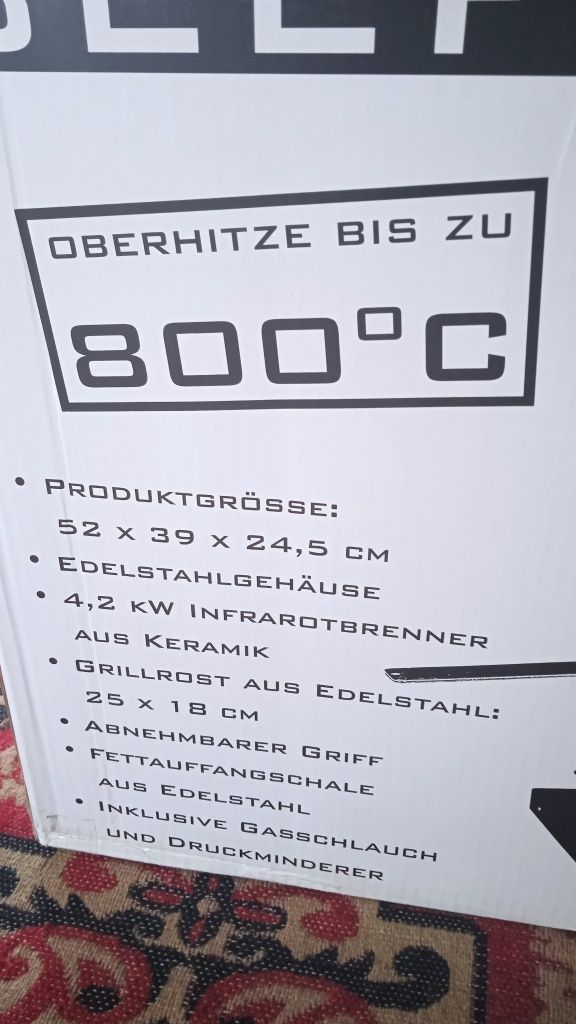 OBERHITZE BIS ZU
800°C
• PRODUKTGRÖSSE:
52 X 39 X 24,5 CM
• EDELSTAHLGEHÄUSE
• 4,2 KW INFRAROTBRENNER
AUS KERAMIK
• GRILLROST AUS EDELSTAHL:
25 X 18 CM
• ABNEHMBARER GRIFF
• FETTAUFFANGSCHALE
AUS EDELSTAHL
• INKLUSIVE GASSCHLAUCH
UND DRUCKMINDERER